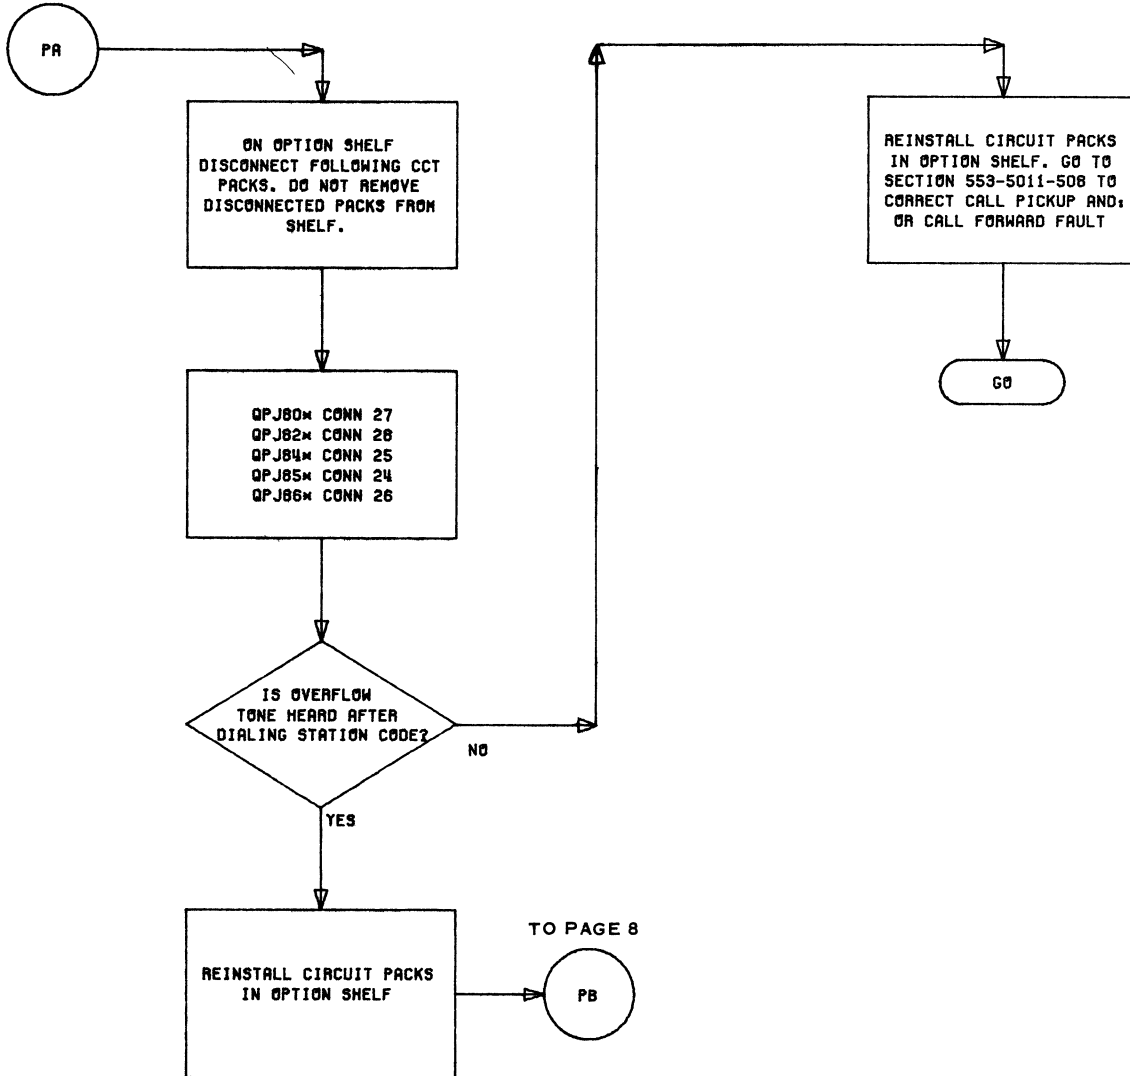 PA
ON OPTION SHELF
DISCONNECT FOLLOWING CCT
PACKS. DO NOT REMOVE
DISCONNECTED PACKS FROM
SHELF.
QPJ80* CONN 27
QPJ82* CONN 28
QPJ84* CONN 25
QPJ85* CONN 24
QPJ86* CONN 26
IS OVERFLOW
TONE HEARD AFTER
DIALING STATION CODE?
NO
YES
REINSTALL CIRCUIT PACKS
IN OPTION SHELF
TO PAGE 8
PB
REINSTALL CIRCUIT PACKS
IN OPTION SHELF. GO TO
SECTION 553-5011-508 TO
CORRECT CALL PICKUP AND
OR CALL FORWARD FAULT
GO